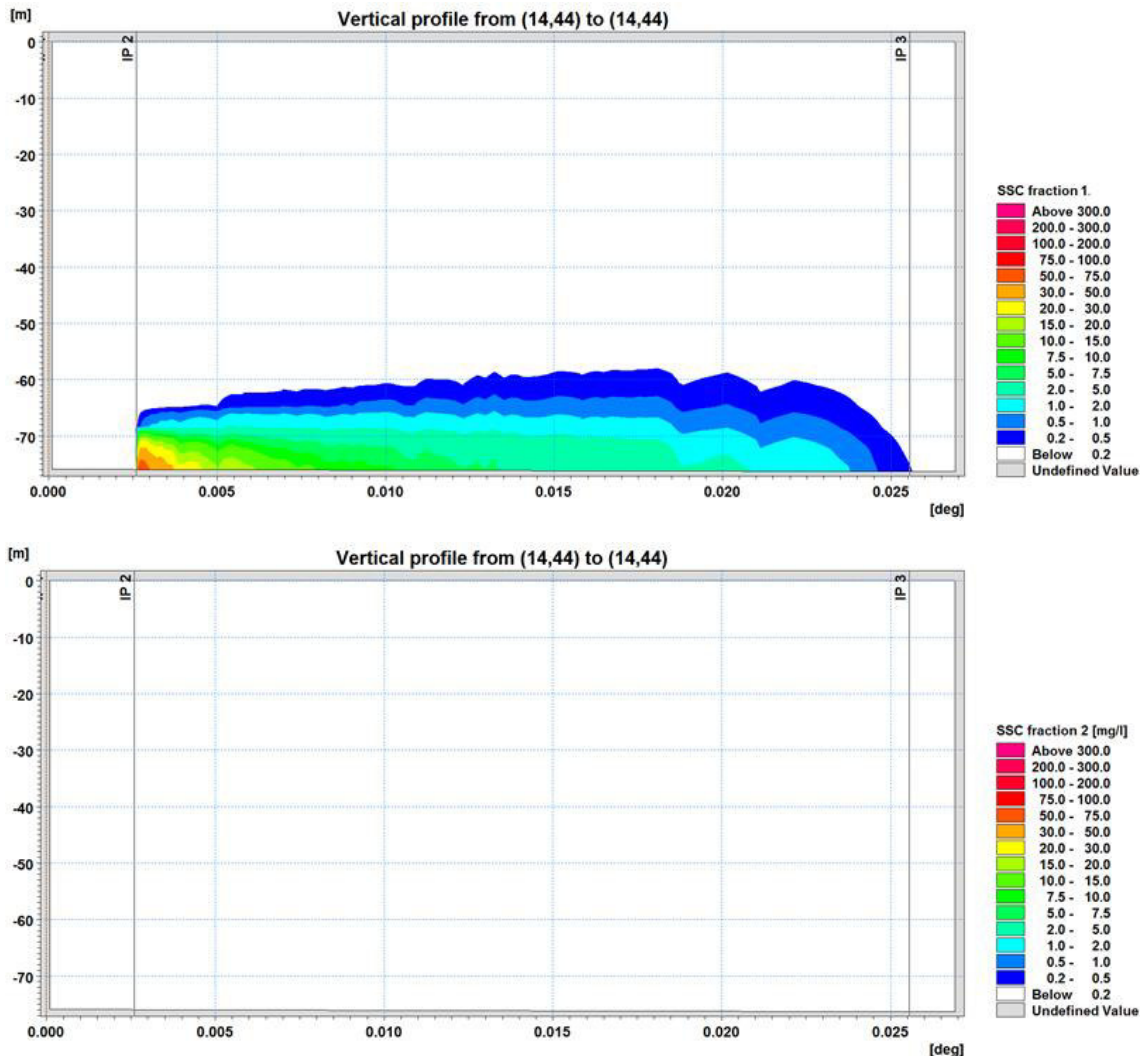 [m]
Vertical profile from (14,44) to (14,44)
0
-10
-20
-30
-40
-50
-60
-70
IP 2
IP 3
0.000 0.005 0.010 0.015 0.020 0.025
[deg]
SSC fraction 1.
Above 300.0
200.0 - 300.0
100.0 - 200.0
75.0 - 100.0
50.0 - 75.0
30.0 - 50.0
20.0 - 30.0
15.0 - 20.0
10.0 - 15.0
7.5 - 10.0
5.0 - 7.5
2.0 - 5.0
1.0 - 2.0
0.5 - 1.0
0.2 - 0.5
Below 0.2
Undefined Value
[m]
Vertical profile from (14,44) to (14,44)
0
-10
-20
-30
-40
-50
-60
-70
IP 2
IP 3
0.000 0.005 0.010 0.015 0.020 0.025
[deg]
SSC fraction 2 [mg/l]
Above 300.0
200.0 - 300.0
100.0 - 200.0
75.0 - 100.0
50.0 - 75.0
30.0 - 50.0
20.0 - 30.0
15.0 - 20.0
10.0 - 15.0
7.5 - 10.0
5.0 - 7.5
2.0 - 5.0
1.0 - 2.0
0.5 - 1.0
0.2 - 0.5
Below 0.2
Undefined Value